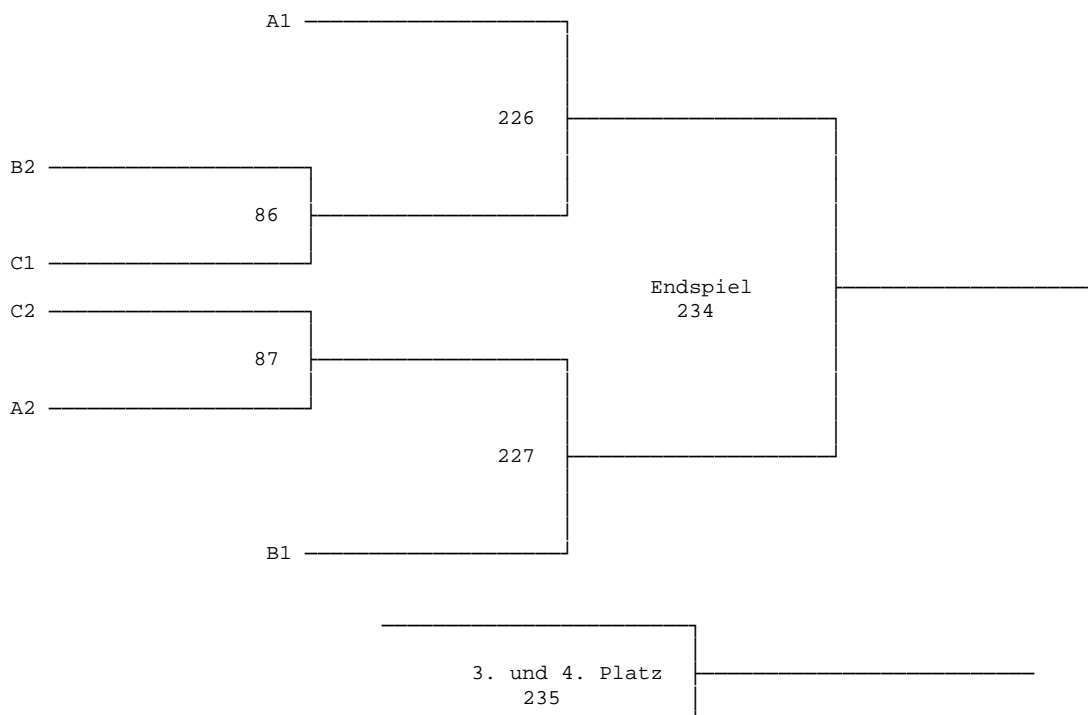 A1
226
B2
86
C1
Endspiel
234
C2
87
A2
227
B1
3. und 4. Platz
235